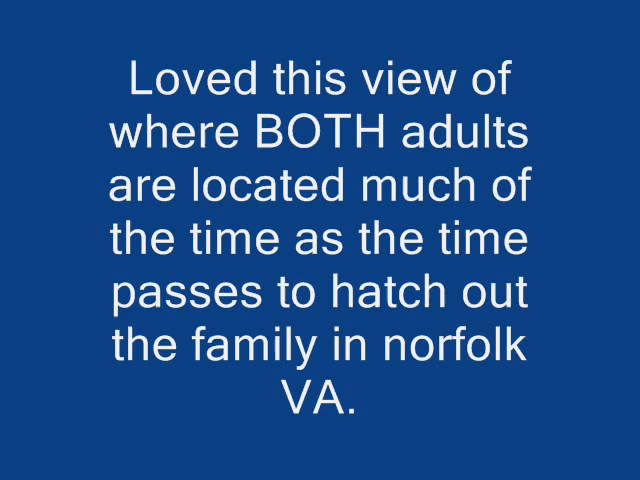 Loved this view of
where BOTH adults
are located much of
the time as the time
passes to hatch out
the family in norfolk
VA.